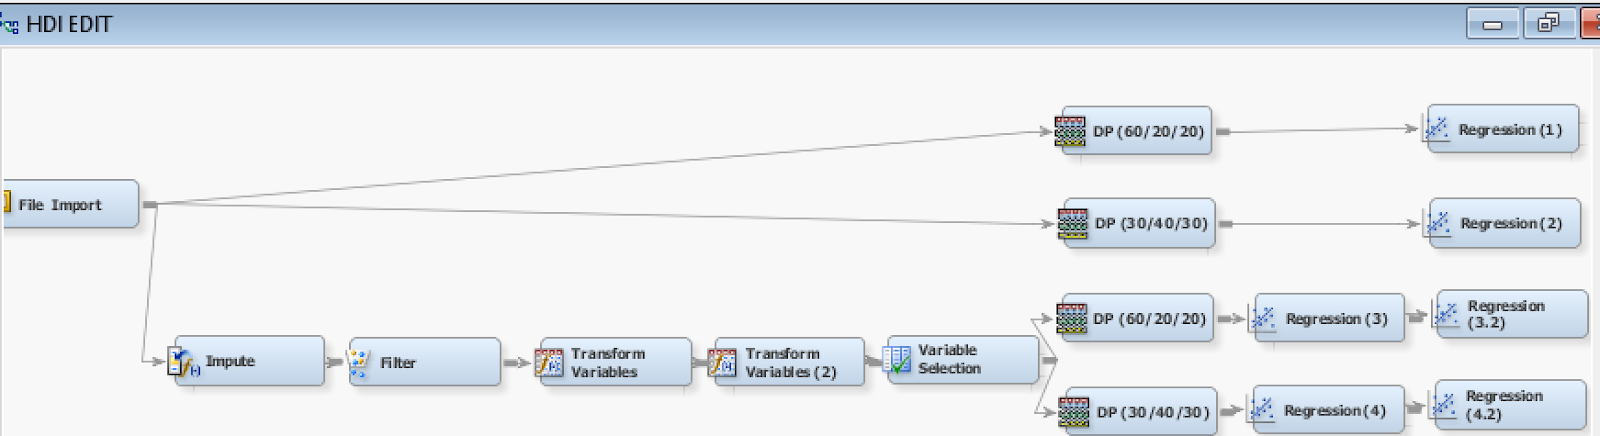 HDI EDIT
DP (60/20/20)
Regression (1)
File Import
DP (30/40/30)
Regression (2)
DP (60/20/20)
Regression (3)
Regression
(3.2)
Impute
Filter
Transform
Variables
Transform
Variables (2)
Variable
Selection
DP (30/40/30)
Regression (4)
Regression
(4.2)